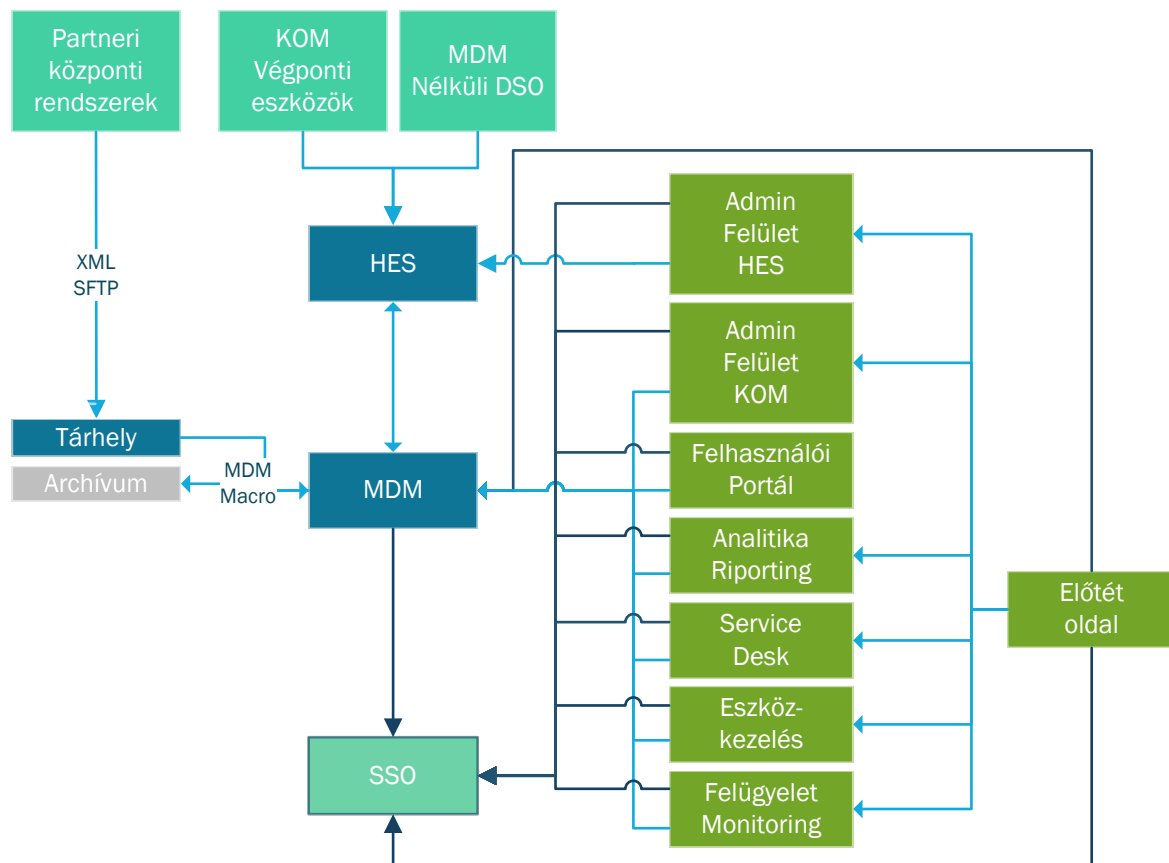 Partneri
központi
rendszerek
KOM
Végponti
eszközök
MDM
Nélküli DSO
Admin
Felület
HES
HES
XML
SFTP
Admin
Felület
KOM
Tárhely
Archívum
MDM
Macro
MDM
Felhasználói
Portál
Analitika
Riporting
Service
Desk
Előtét
oldal
Eszköz-
kezelés
SSO
Felügyelet
Monitoring